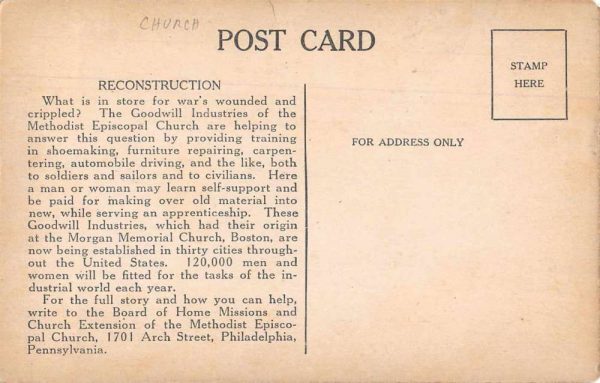 CHURCH
POST CARD
STAMP
HERE
RECONSTRUCTION
What is in store for war's wounded and
crippled? The Goodwill Industries of the
Methodist Episcopal Church are helping to
answer this question by providing training
in shoemaking, furniture repairing, carpen-
tering, automobile driving, and the like, both
to soldiers and sailors and to civilians. Here
a man or woman may learn self-support and
be paid for making over old material into
new, while serving an apprenticeship. These
Goodwill Industries, which had their origin
at the Morgan Memorial Church, Boston, are
now being established in thirty cities through-
out the United States. 120,000 men and
women will be fitted for the tasks of the in-
dustrial world each year.
For the full story and how you can help,
write to the Board of Home Missions and
Church Extension of the Methodist Episco-
pal Church, 1701 Arch Street, Philadelphia,
Pennsylvania.
FOR ADDRESS ONLY